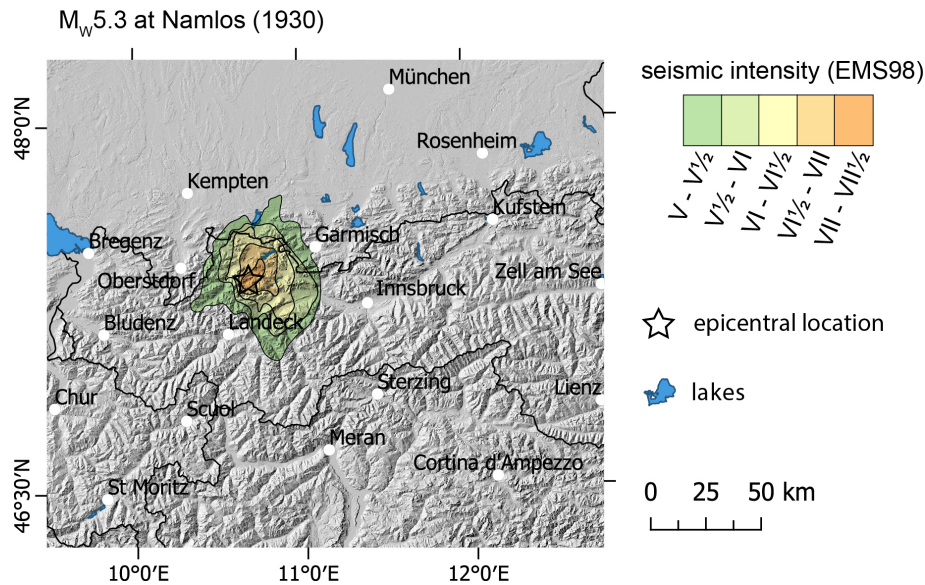 M_W5.3 at Namlos (1930)
München
Rosenheim
Kempten
Kufstein
Garmisch
Bregenz
Zell am See
Oberstdorf
Innsbruck
Bludenz
Landeck
Sterzing
Lienz
Chur
Scuol
Meran
Cortina d'Ampezzo
St Moritz
48°0'N
46°30'N
10°0'E
11°0'E
12°0'E
seismic intensity (EMS98)
V - V½
V½ - VI
VI - VI½
VI½ - VII
VII - VII½
epicentral location
lakes
0 25 50 km